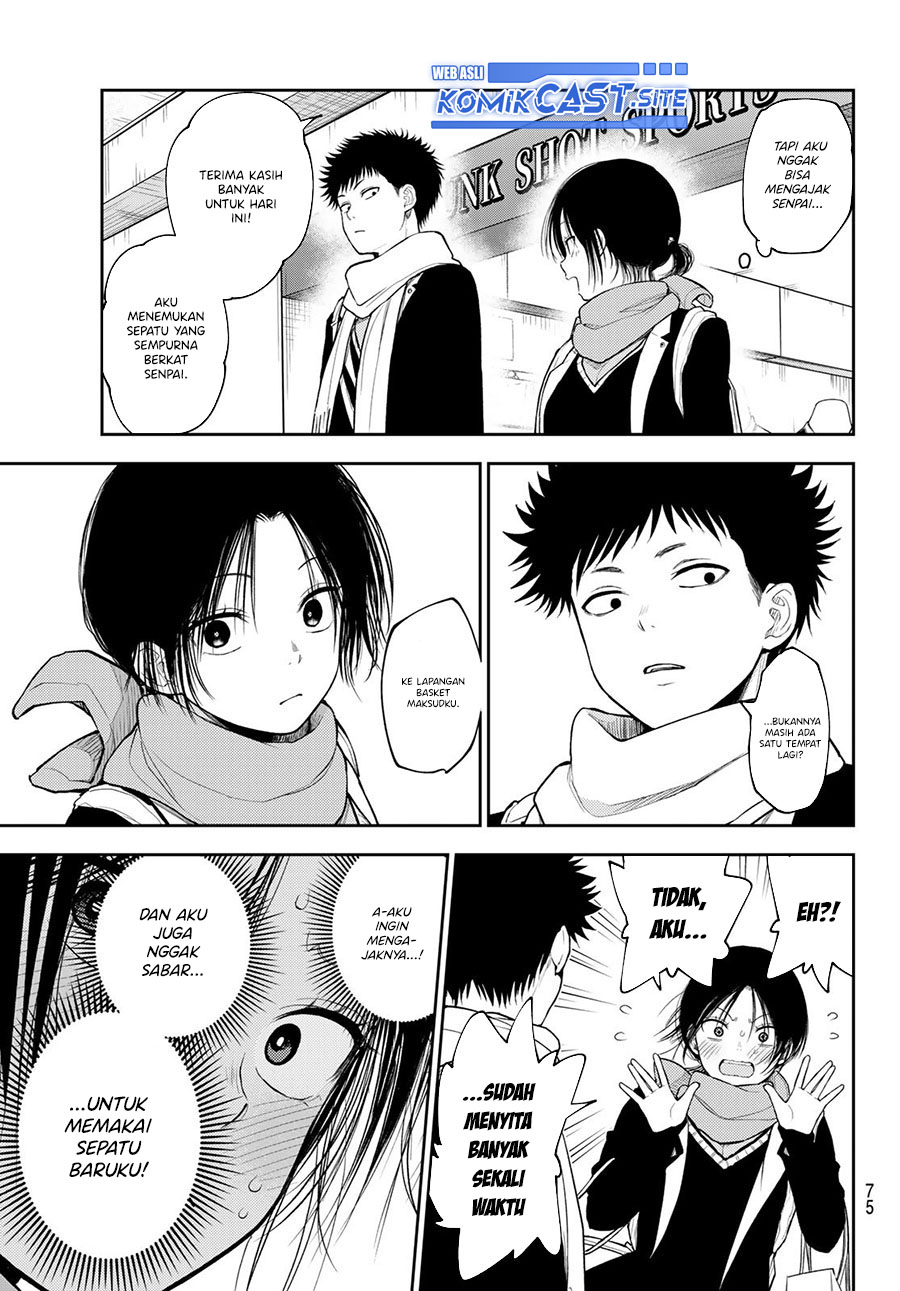 WEB ASLI
KOMIKCAST.SITE
UNK SHOT SPORTS
TAPI AKU
NGGAK
BISA
MENGAJAK
SENPAI...
TERIMA KASIH
BANYAK
UNTUK HARI
INI!
AKU
MENEMUKAN
SEPATU YANG
SEMPURNA
BERKAT
SENPAI.
...BUKANNYA
MASIH ADA
SATU TEMPAT
LAGI?
KE LAPANGAN
BASKET
MAKSUDKU.
EH?!
TIDAK,
AKU...
...SUDAH
MENYITA
BANYAK
SEKALI
WAKTU
A-AKU
INGIN
MENGA-
JAKNYA...!
DAN AKU
JUGA
NGGAK
SABAR...
...UNTUK
MEMAKAI
SEPATU
BARUKU!
75